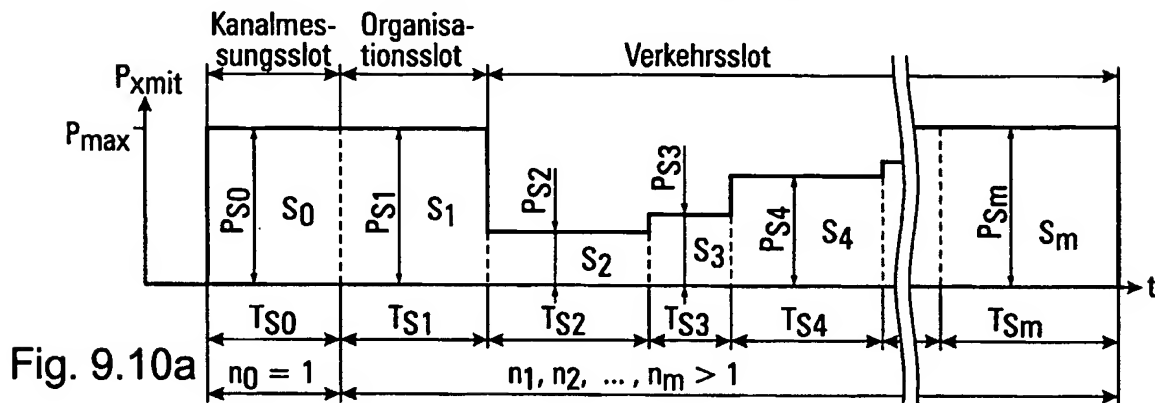 Kanalmes-
sungsslot
Organisa-
tionsslot
Verkehrsslot
Pxmit
Pmax
PS0
S0
PS1
S1
PS2
S2
PS3
S3
PS4
S4
PSm
Sm
t
TS0
TS1
TS2
TS3
TS4
TSm
Fig. 9.10a
n0 = 1
n1, n2, ..., nm > 1